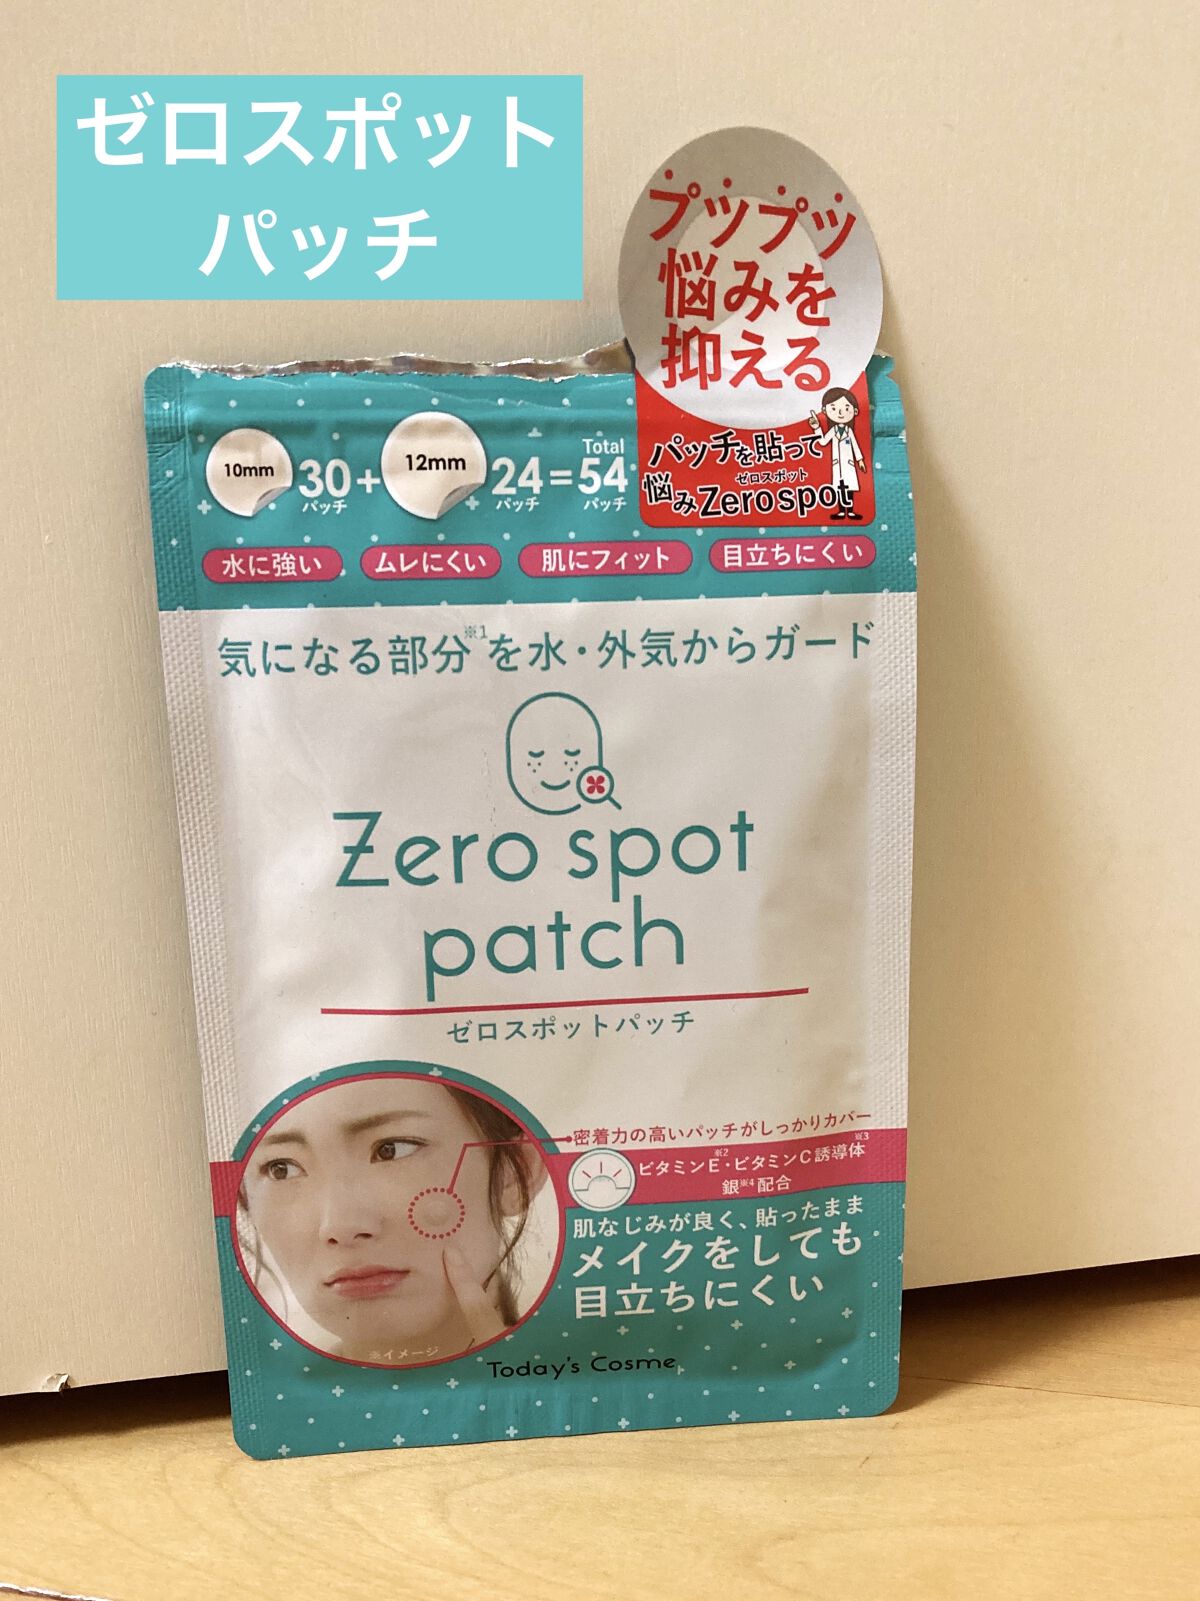 ゼロスポット
パッチ
プツプツ
悩みを
抑える
パッチを貼って
ゼロスポット
悩みZerospot
10mm 30パッチ + 12mm 24パッチ = Total 54パッチ
水に強い ムレにくい 肌にフィット 目立ちにくい
気になる部分※1を水・外気からガード
Zero spot
patch
ゼロスポットパッチ
密着力の高いパッチがしっかりカバー
ビタミンE※2・ビタミンC誘導体※3
銀※4配合
肌なじみが良く、貼ったまま
メイクをしても
目立ちにくい
※イメージ
Today's Cosme